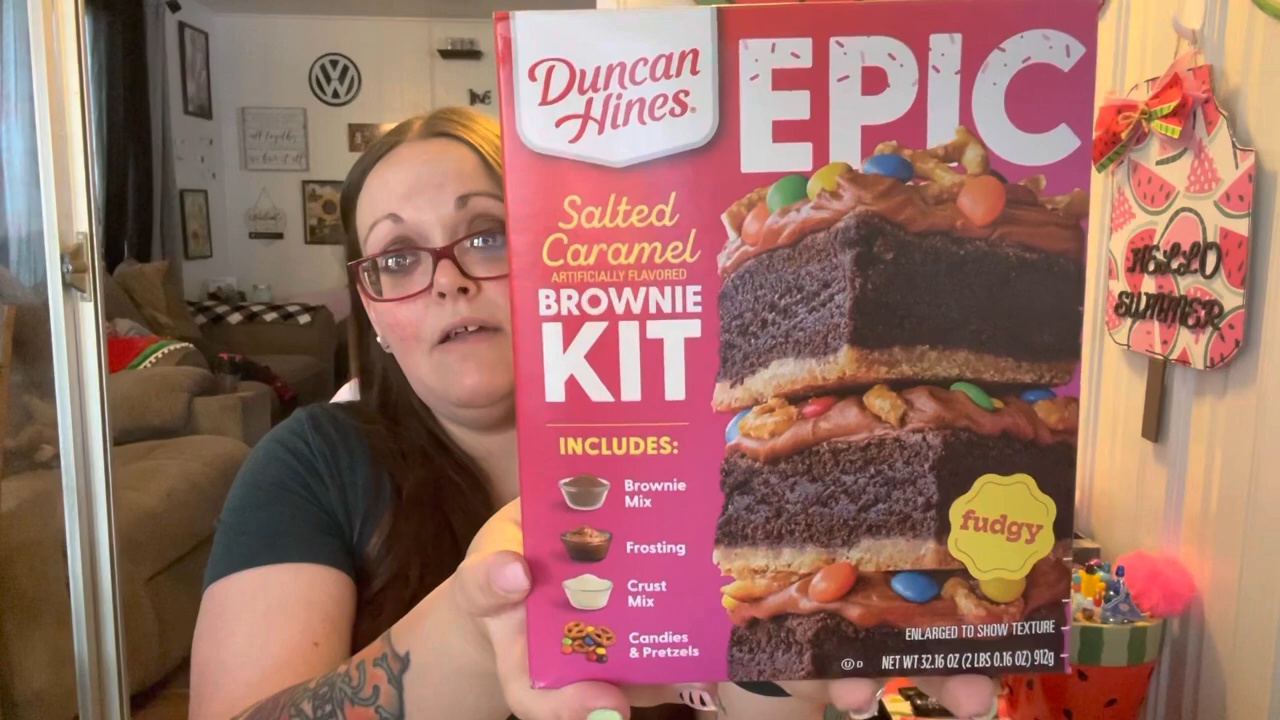 Duncan
Hines®
EPIC
Salted
Caramel
ARTIFICIALLY FLAVORED
BROWNIE
KIT
INCLUDES:
Brownie
Mix
Frosting
Crust
Mix
Candies
& Pretzels
fudgy
ENLARGED TO SHOW TEXTURE
U D NET WT 32.16 OZ (2 LBS 0.16 OZ) 912g
HELLO
SUMMER
VW